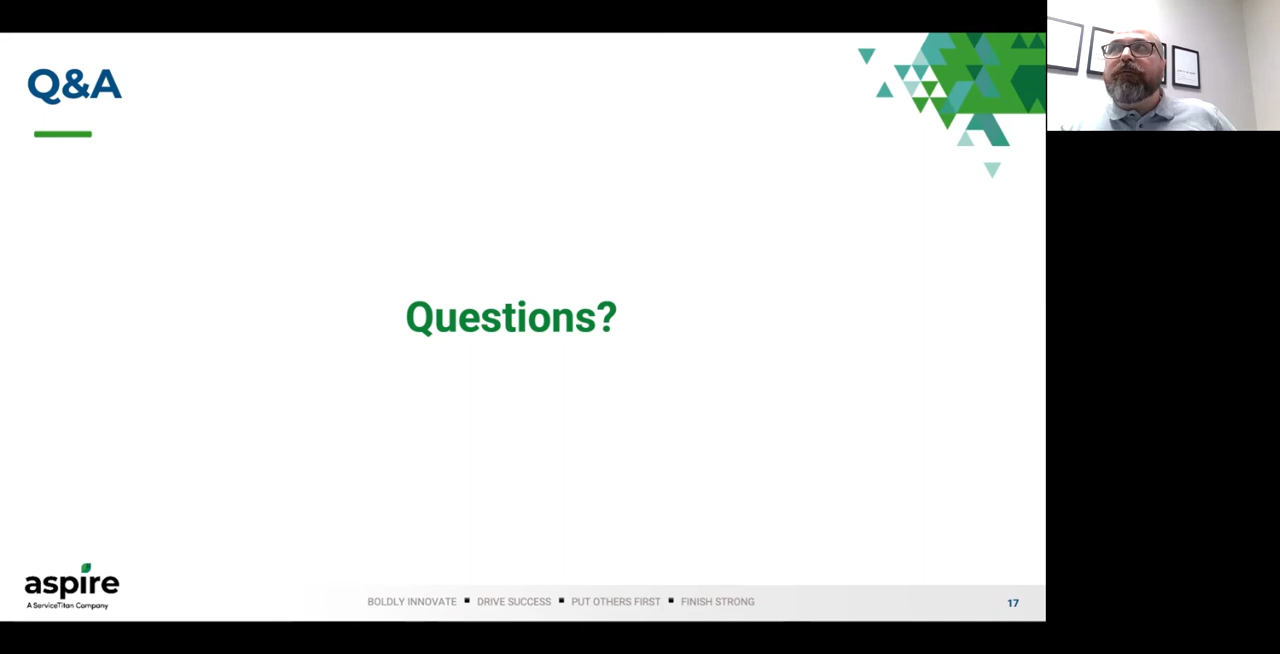 Q&A
Questions?
aspire
A ServiceTitan Company
BOLDLY INNOVATE ▪ DRIVE SUCCESS ▪ PUT OTHERS FIRST ▪ FINISH STRONG
17